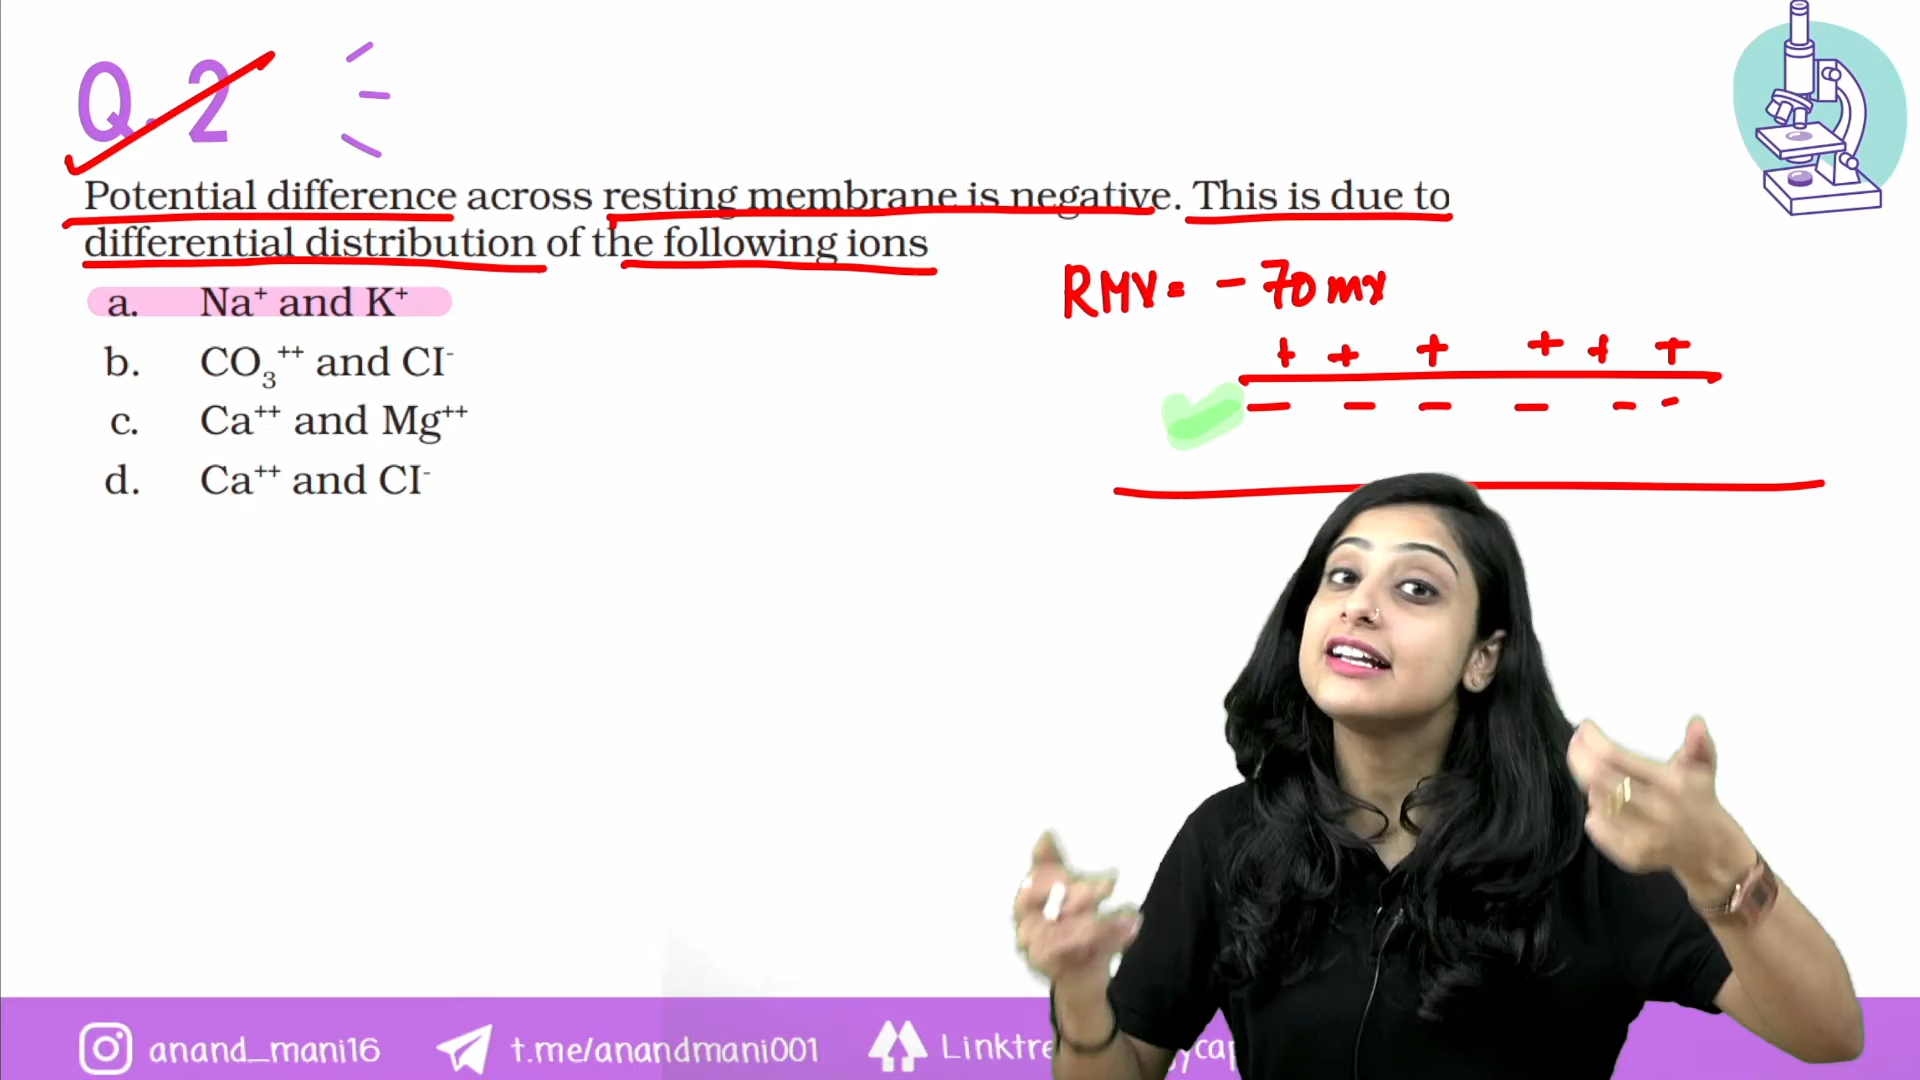 Q. 2
Potential difference across resting membrane is negative. This is due to
differential distribution of the following ions
RMV = - 70 mv
a. Na⁺ and K⁺
+ + + + + +
b. CO₃⁺⁺ and CI⁻
- - - - - -
c. Ca⁺⁺ and Mg⁺⁺
d. Ca⁺⁺ and CI⁻
anand_mani16
t.me/anandmani001